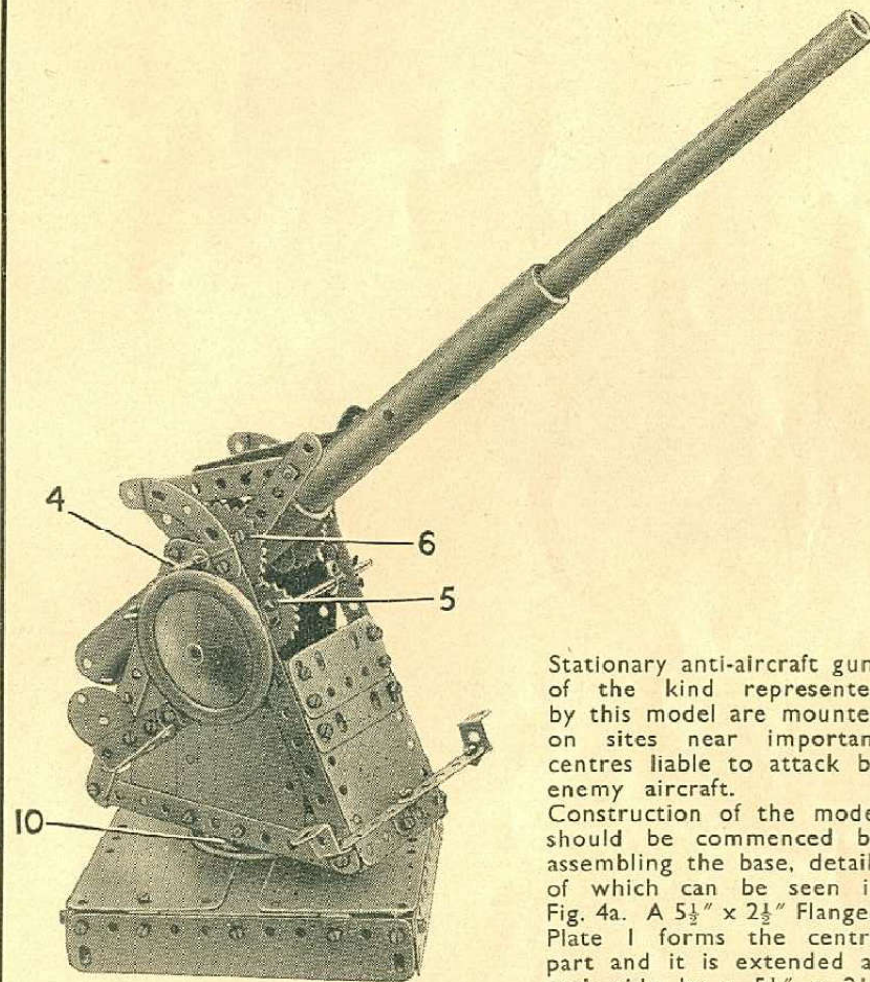 4
6
5
10
Stationary anti-aircraft gun
of the kind represente
by this model are mounte
on sites near importan
centres liable to attack b
enemy aircraft.
Construction of the mode
should be commenced b
assembling the base, detail
of which can be seen i
Fig. 4a. A 5½″ x 2½″ Flange
Plate 1 forms the centr
part and it is extended a